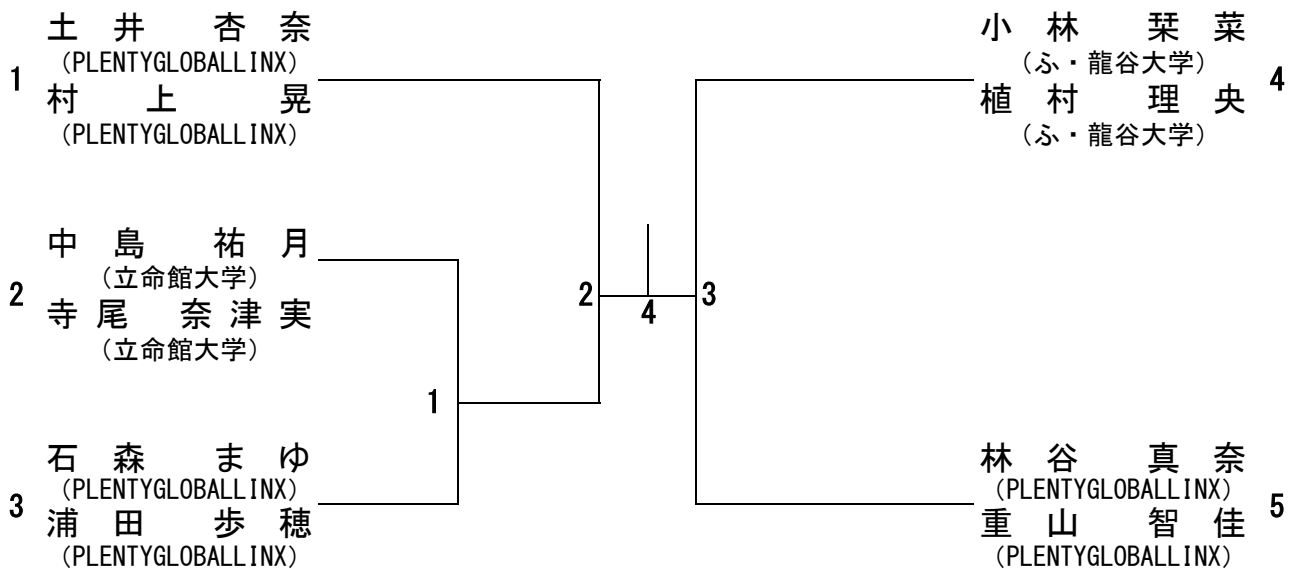 1
土井 杏奈
(PLENTYGLOBALLINX)
村上 晃
(PLENTYGLOBALLINX)
2
中島 祐月
(立命館大学)
寺尾 奈津実
(立命館大学)
3
石森 まゆ
(PLENTYGLOBALLINX)
浦田 歩穂
(PLENTYGLOBALLINX)
1
2
4
3
小林 栞菜
(ふ・龍谷大学)
植村 理央
(ふ・龍谷大学)
4
林谷 真奈
(PLENTYGLOBALLINX)
重山 智佳
(PLENTYGLOBALLINX)
5